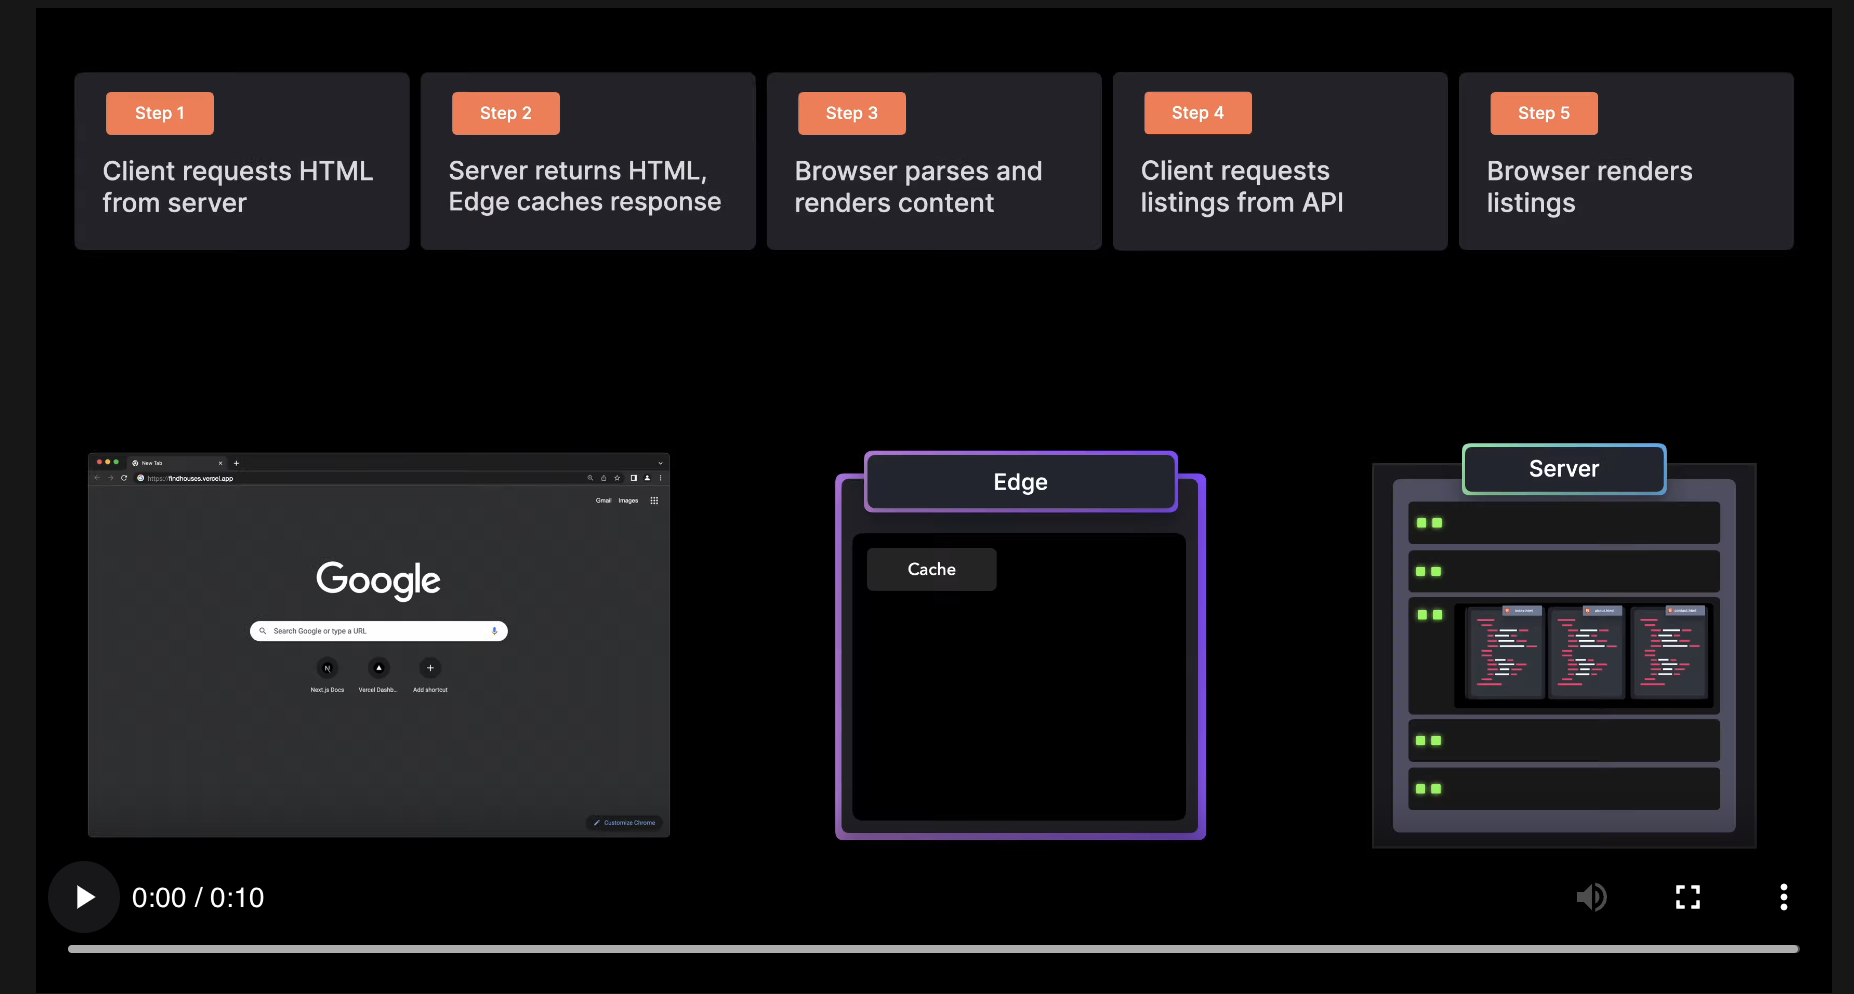 Step 1
Client requests HTML
from server
Step 2
Server returns HTML,
Edge caches response
Step 3
Browser parses and
renders content
Step 4
Client requests
listings from API
Step 5
Browser renders
listings
New Tab
https://findhouses.vercel.app
Gmail Images
Google
Search Google or type a URL
Next.js Docs
Vercel Dashb...
Add shortcut
Customize Chrome
Edge
Cache
Server
0:00 / 0:10